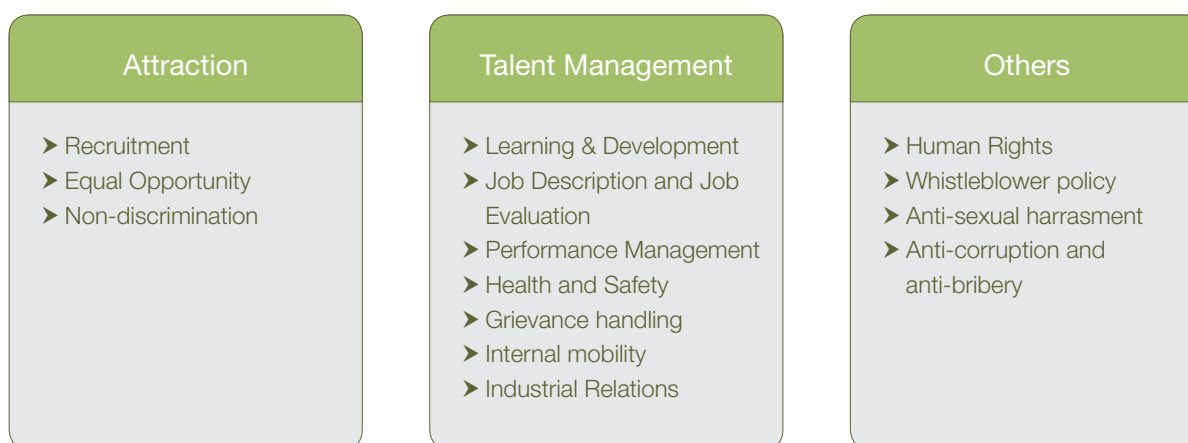 Attraction
➤ Recruitment
➤ Equal Opportunity
➤ Non-discrimination
Talent Management
➤ Learning & Development
➤ Job Description and Job
Evaluation
➤ Performance Management
➤ Health and Safety
➤ Grievance handling
➤ Internal mobility
➤ Industrial Relations
Others
➤ Human Rights
➤ Whistleblower policy
➤ Anti-sexual harrasment
➤ Anti-corruption and
anti-bribery